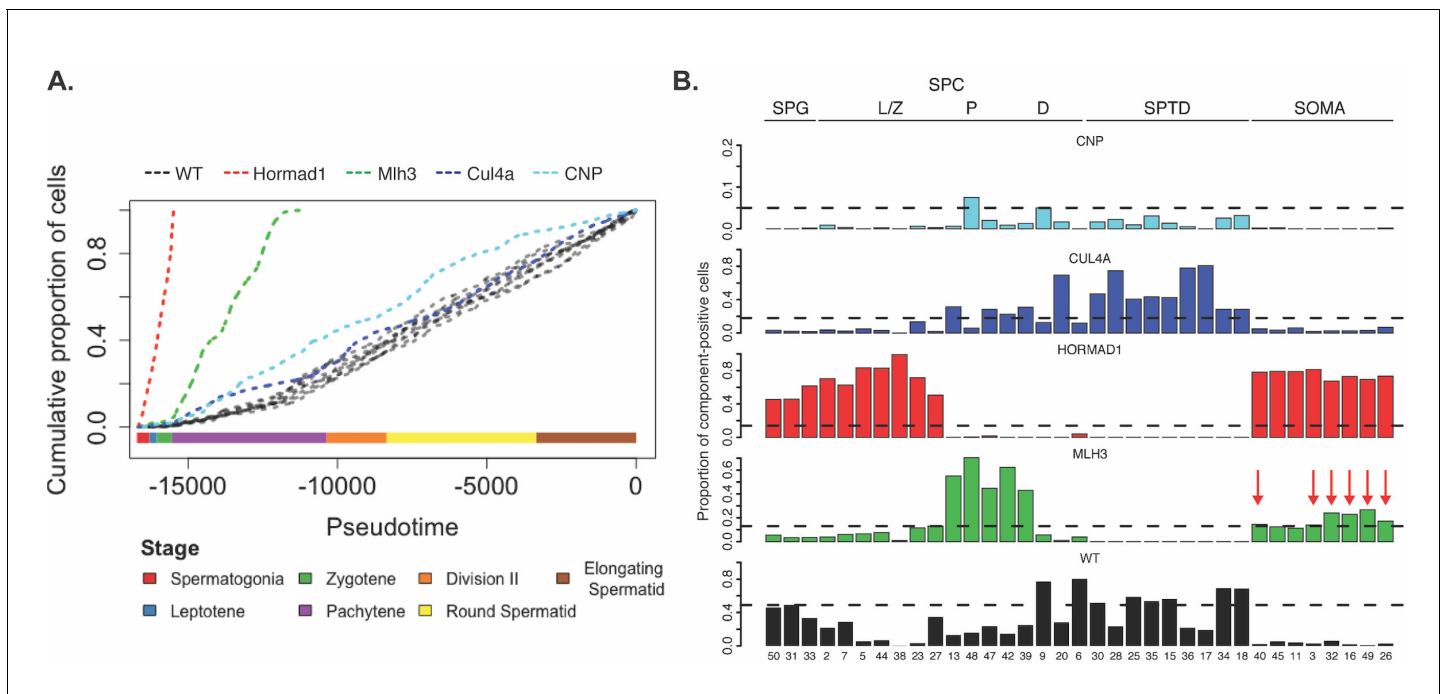 A.
WT Hormad1 Mlh3 Cul4a CNP
Cumulative proportion of cells
0.8
0.4
0.0
-15000 -10000 -5000 0
Pseudotime
Stage
Spermatogonia Zygotene Division II Elongating Spermatid
Leptotene Pachytene Round Spermatid
B.
SPC
SPG L/Z P D SPTD SOMA
Proportion of component-positive cells
CNP
0.2
0.1
0.0
CUL4A
0.8
0.4
0.0
HORMAD1
0.8
0.4
0.0
MLH3
0.6
0.4
0.2
0.0
WT
0.8
0.4
0.0
50 31 33 2 7 5 44 38 23 27 13 48 47 42 39 9 20 6 30 28 25 35 15 36 17 34 18 40 45 11 3 32 16 49 26